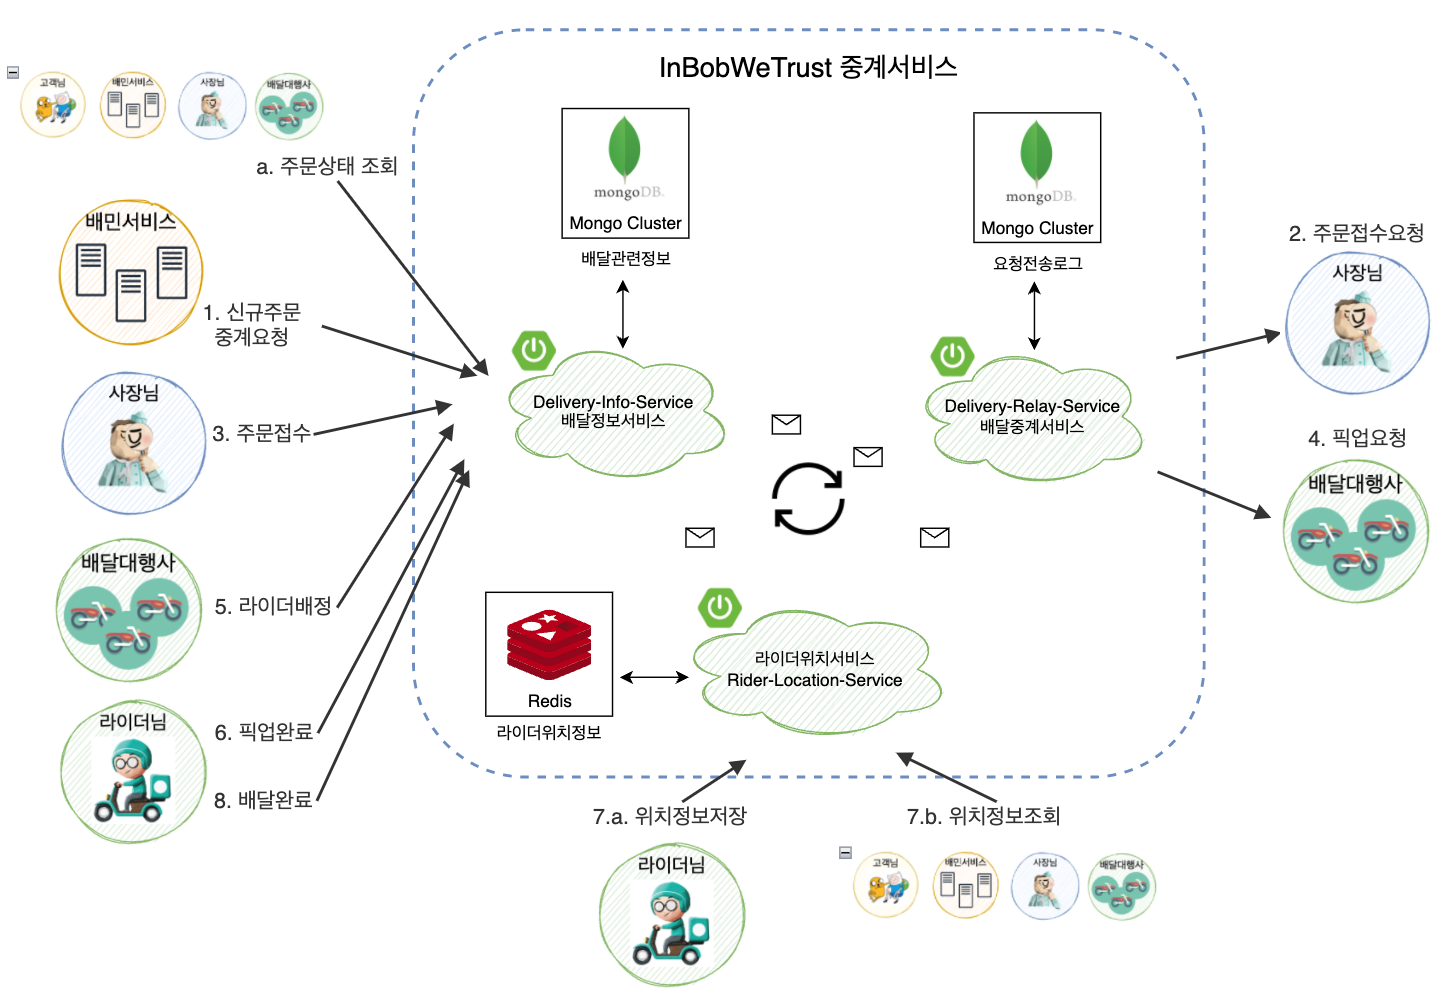 InBobWeTrust 중계서비스
고객님
배민서비스
사장님
배달대행사
a. 주문상태 조회
배민서비스
1. 신규주문
중계요청
사장님
3. 주문접수
배달대행사
5. 라이더배정
라이더님
6. 픽업완료
8. 배달완료
mongoDB.
Mongo Cluster
배달관련정보
Delivery-Info-Service
배달정보서비스
mongoDB.
Mongo Cluster
요청전송로그
Delivery-Relay-Service
배달중계서비스
2. 주문접수요청
사장님
4. 픽업요청
배달대행사
Redis
라이더위치정보
라이더위치서비스
Rider-Location-Service
7.a. 위치정보저장
라이더님
7.b. 위치정보조회
고객님
배민서비스
사장님
배달대행사